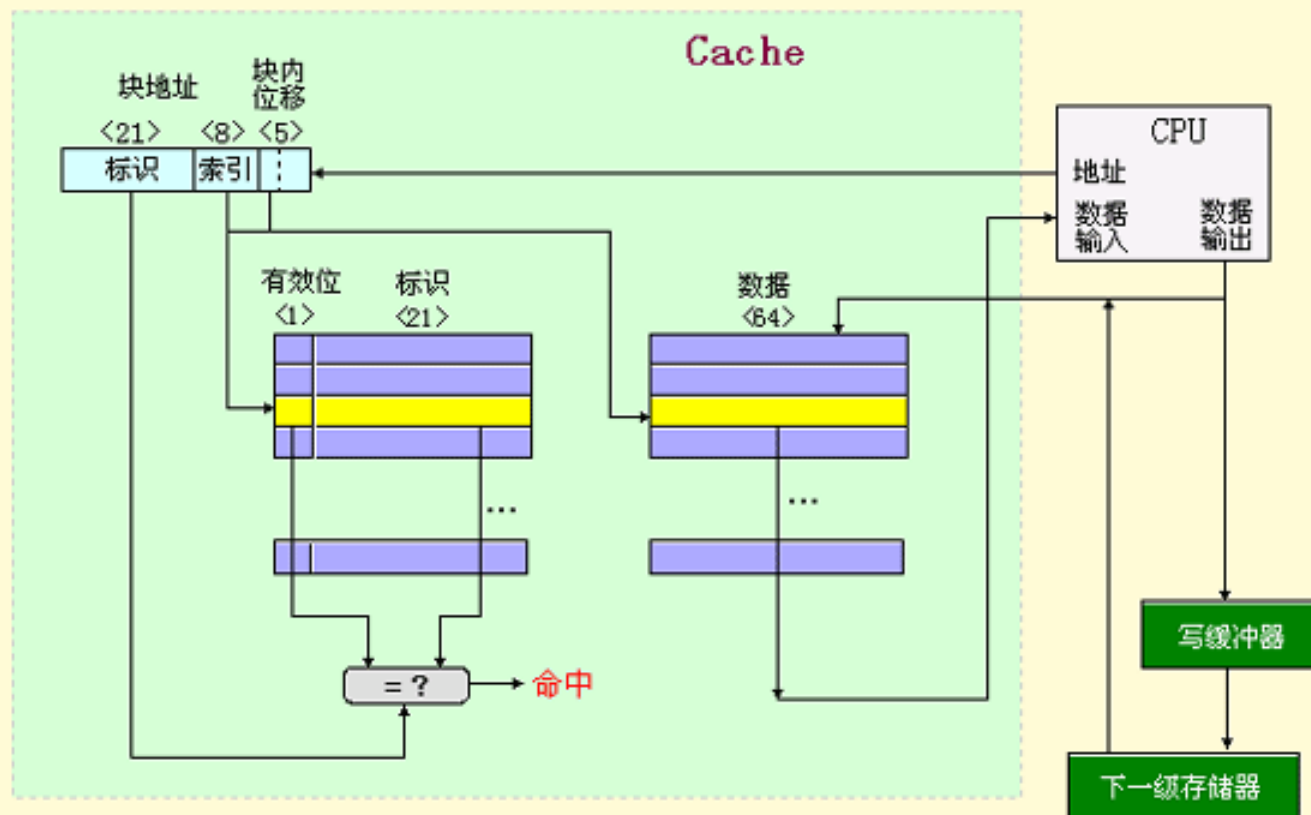 Cache
块地址
块内
位移
<21>
<8>
<5>
标识
索引
CPU
地址
数据
输入
数据
输出
有效位
<1>
标识
<21>
数据
<64>
...
...
= ?
命中
写缓冲器
下一级存储器